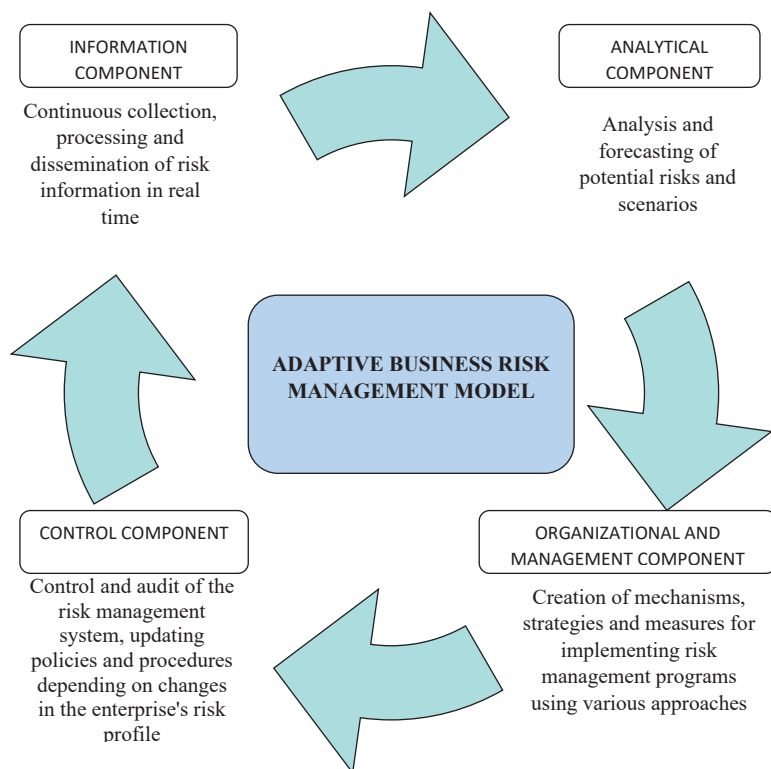 INFORMATION
COMPONENT
Continuous collection,
processing and
dissemination of risk
information in real
time
ANALYTICAL
COMPONENT
Analysis and
forecasting of
potential risks and
scenarios
ADAPTIVE BUSINESS RISK
MANAGEMENT MODEL
CONTROL COMPONENT
Control and audit of the
risk management
system, updating
policies and procedures
depending on changes
in the enterprise's risk
profile
ORGANIZATIONAL AND
MANAGEMENT COMPONENT
Creation of mechanisms,
strategies and measures for
implementing risk
management programs
using various approaches